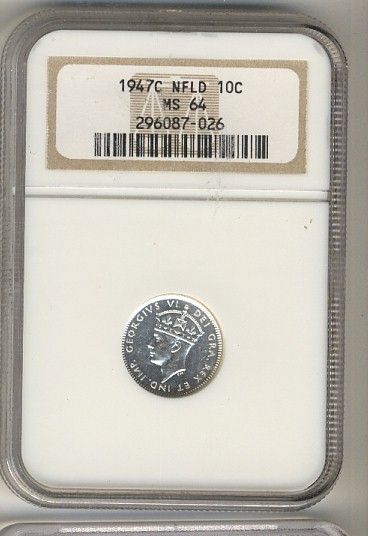 1947C NFLD 10C
MS 64
296087-026
GEORGIVS VI DEI GRA. REX ET IND. IMP.